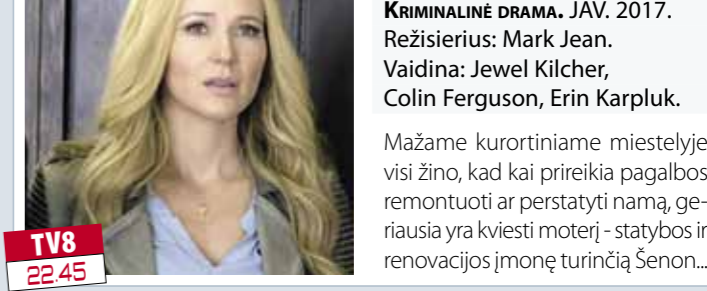 KRIMINALINĖ DRAMA. JAV. 2017.
Režisierius: Mark Jean.
Vaidina: Jewel Kilcher,
Colin Ferguson, Erin Karpluk.
Mažame kurortiniame miestelyje
visi žino, kad kai prireikia pagalbos
remontuoti ar perstatyti namą, ge-
riausia yra kviesti moterį - statybos ir
renovacijos įmonę turinčią Šenon...
TV8
22.45